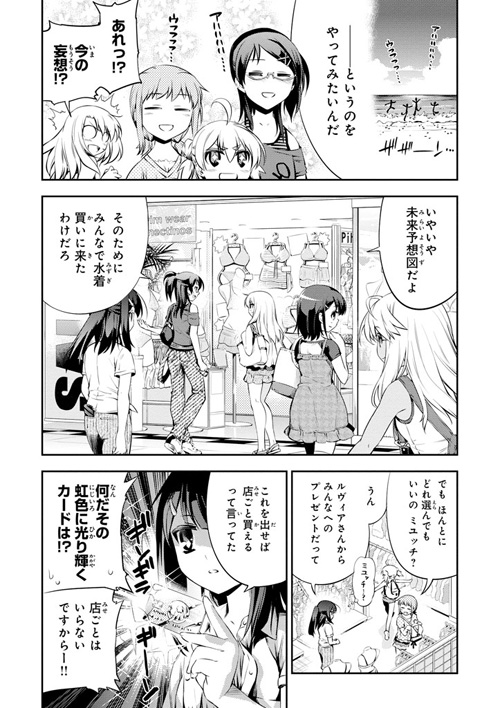 アハハハハ…
ウフフフフ…
ザザーン…
――というのを
やってみたいんだ
ウフフフフ…
あれっ!?
今の
妄想!?
いやいや
未来予想図だよ
そのために
みんなで水着
買いに来た
わけだろ
でも ほんとに
どれ選んでも
いいの ミユッチ?
うん
ルヴィアさんから
みんなへの
プレゼントだって
ミユッチ…?
これを出せば
店ごと買える
って言ってた
何だその
虹色に光り輝く
カードは!?
店ごとは
いらない
ですからー!!